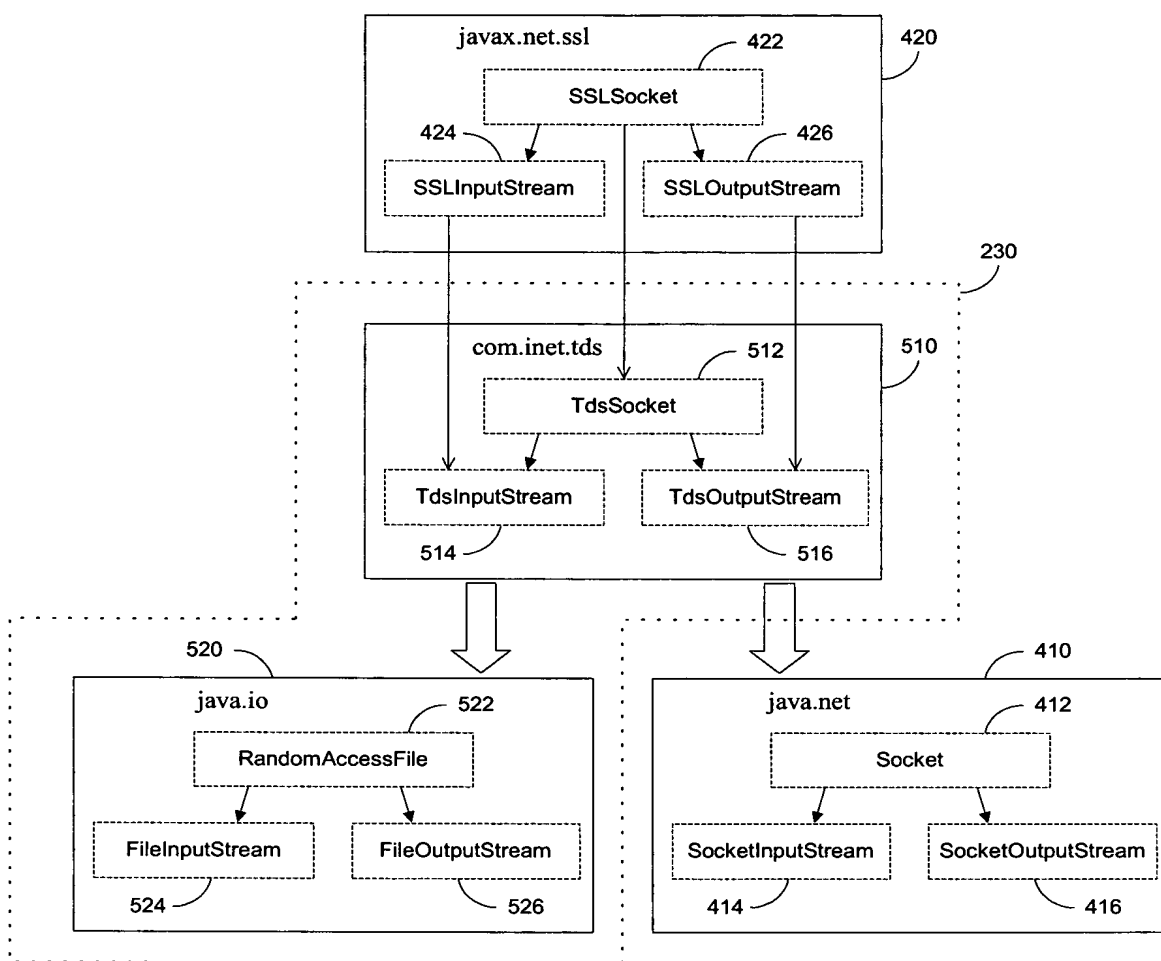 javax.net.ssl
422
420
SSLSocket
424
426
SSLInputStream
SSLOutputStream
230
com.inet.tds
512
510
TdsSocket
TdsInputStream
TdsOutputStream
514
516
520
410
java.io
522
java.net
412
RandomAccessFile
Socket
FileInputStream
FileOutputStream
SocketInputStream
SocketOutputStream
524
526
414
416